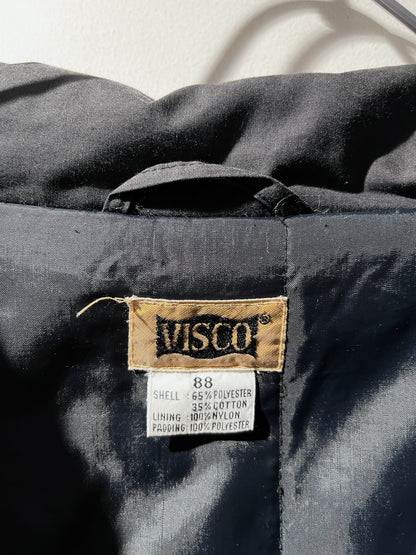 VISCO®
88
SHELL : 65% POLYESTER
35% COTTON
LINING : 100% NYLON
PADDING: 100% POLYESTER